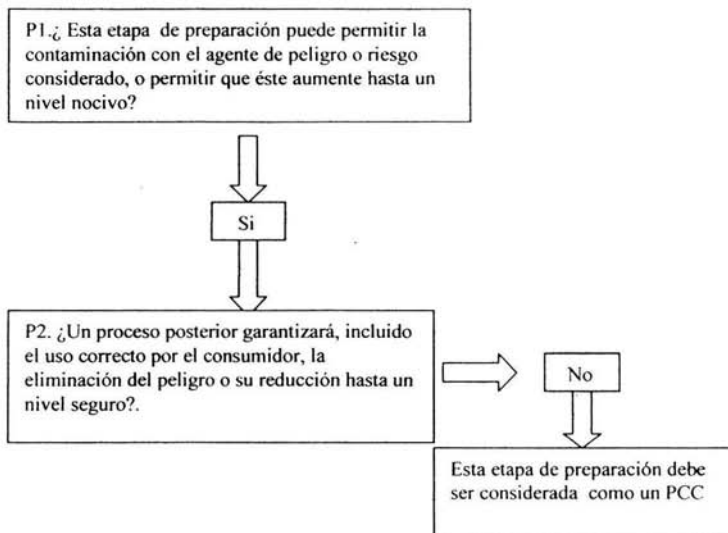 P1.¿ Esta etapa de preparación puede permitir la
contaminación con el agente de peligro o riesgo
considerado, o permitir que éste aumente hasta un
nivel nocivo?
Si
P2. ¿Un proceso posterior garantizará, incluido
el uso correcto por el consumidor, la
eliminación del peligro o su reducción hasta un
nivel seguro?.
No
Esta etapa de preparación debe
ser considerada como un PCC